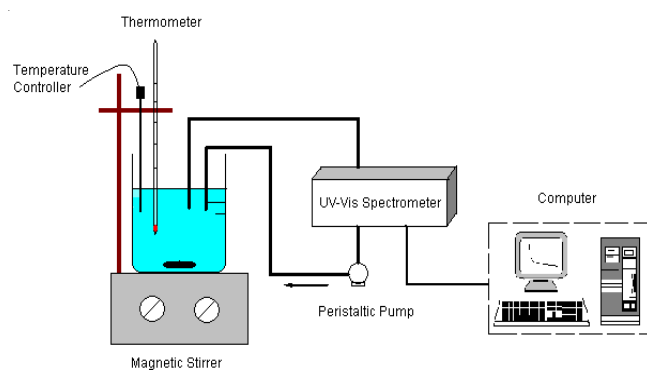 Thermometer
Temperature
Controller
UV-Vis Spectrometer
Computer
Peristaltic Pump
Magnetic Stirrer